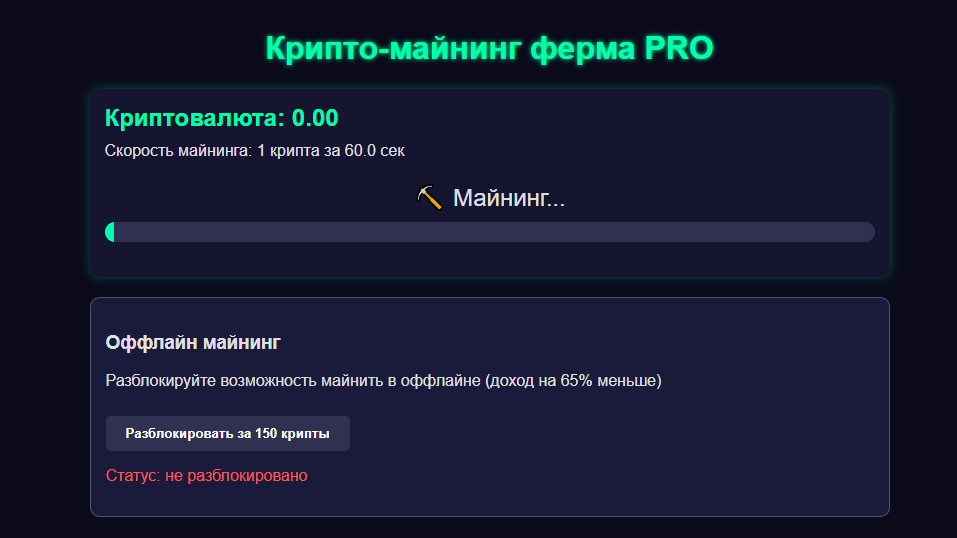 Крипто-майнинг ферма PRO
Криптовалюта: 0.00
Скорость майнинга: 1 крипта за 60.0 сек
Майнинг...
Оффлайн майнинг
Разблокируйте возможность майнить в оффлайне (доход на 65% меньше)
Разблокировать за 150 крипты
Статус: не разблокировано